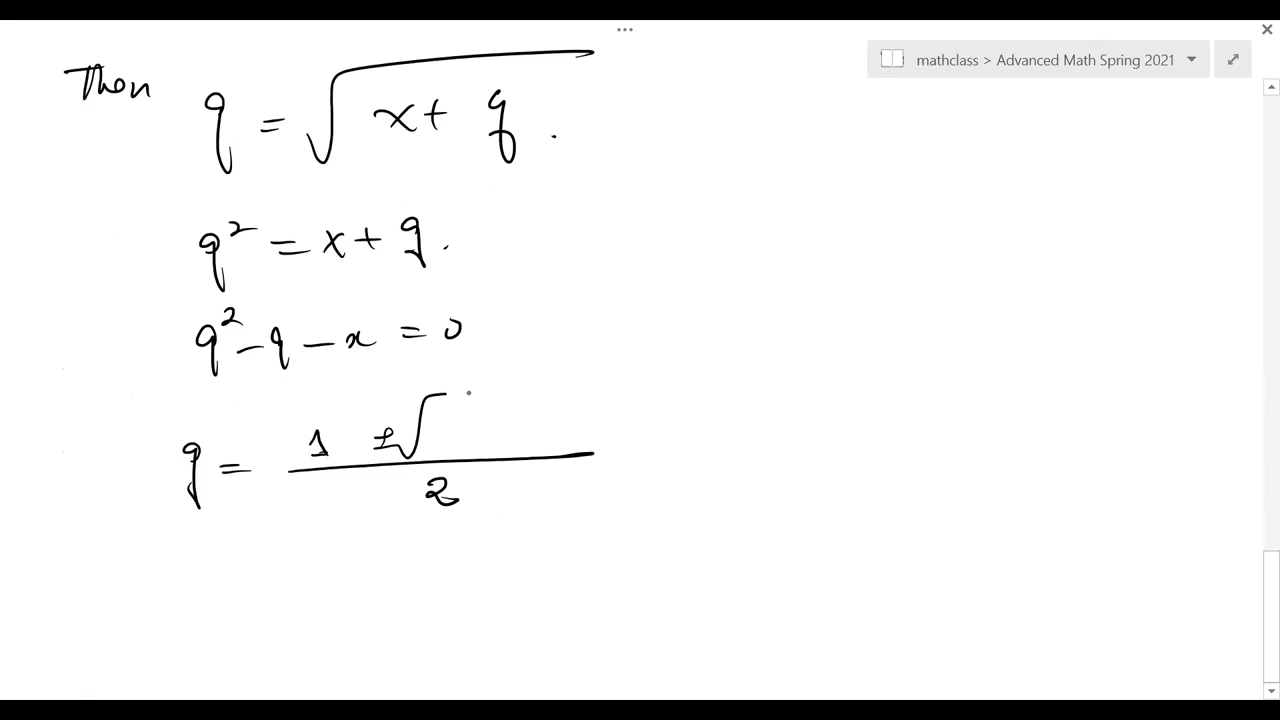 mathclass > Advanced Math Spring 2021
Then q = √(x + q).
q² = x + q.
q² - q - x = 0
q = (1 ± √ ) / 2